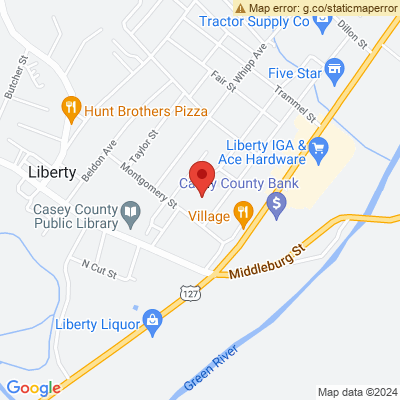 Map error: g.co/staticmaperror
Tractor Supply Co
Dillon St
Butcher St
Whipp Ave
Fair St
Five Star
Trammel St
Hunt Brothers Pizza
Taylor St
Beldon Ave
Liberty IGA &
Ace Hardware
Liberty
Montgomery St
Casey County Bank
Casey County
Public Library
Village
Middleburg St
N Cut St
127
Liberty Liquor
Green River
Google
Map data ©2024